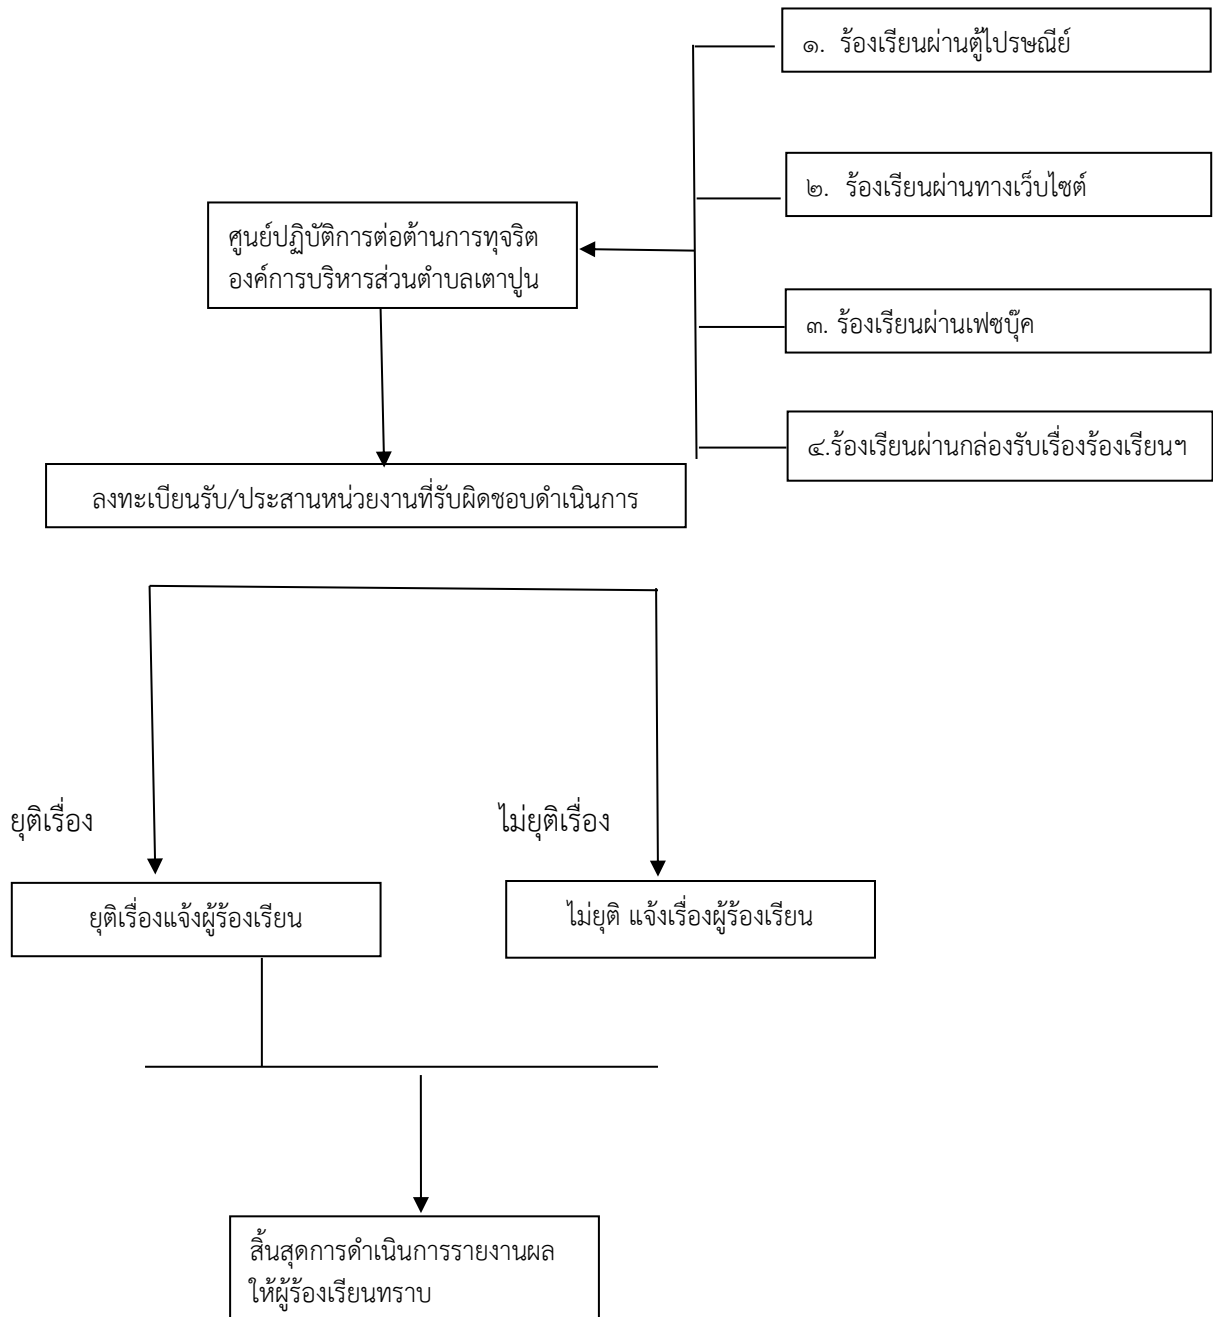 ๑. ร้องเรียนผ่านตู้ไปรษณีย์
๒. ร้องเรียนผ่านทางเว็บไซต์
ศูนย์ปฏิบัติการต่อต้านการทุจริต
องค์การบริหารส่วนตำบลเตาปูน
๓. ร้องเรียนผ่านเฟซบุ๊ค
๔.ร้องเรียนผ่านกล่องรับเรื่องร้องเรียนฯ
ลงทะเบียนรับ/ประสานหน่วยงานที่รับผิดชอบดำเนินการ
ยุติเรื่อง
ไม่ยุติเรื่อง
ยุติเรื่องแจ้งผู้ร้องเรียน
ไม่ยุติ แจ้งเรื่องผู้ร้องเรียน
สิ้นสุดการดำเนินการรายงานผล
ให้ผู้ร้องเรียนทราบ